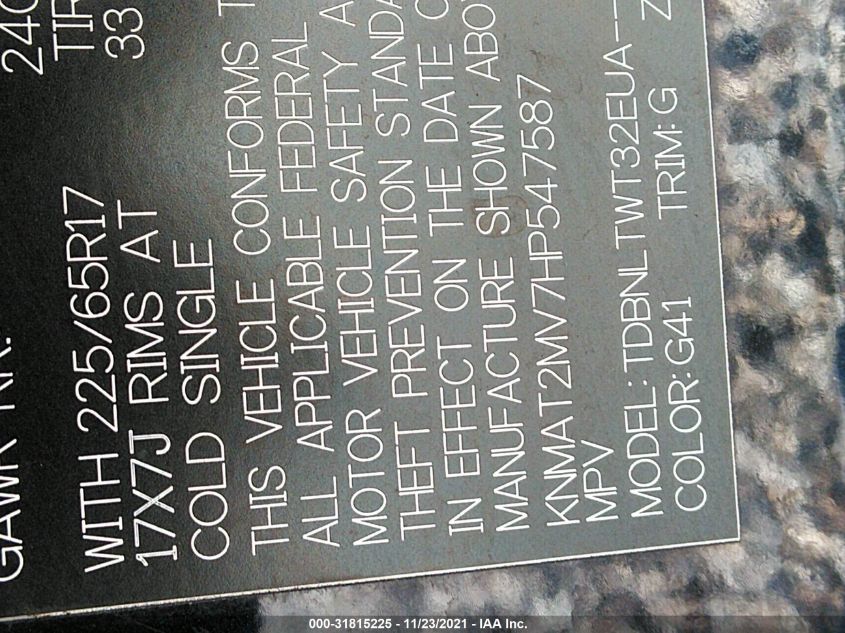 GAWR RR:
240
TIR
33
WITH 225/65R17
17X7J RIMS AT
COLD SINGLE
THIS VEHICLE CONFORMS T
ALL APPLICABLE FEDERAL
MOTOR VEHICLE SAFETY A
THEFT PREVENTION STANDA
IN EFFECT ON THE DATE O
MANUFACTURE SHOWN ABOV
KNMAT2MV7HP547587
MPV
MODEL: TDBNLTWT32EUA--
COLOR: G41 TRIM: G Z
000-31815225 - 11/23/2021 - IAA Inc.